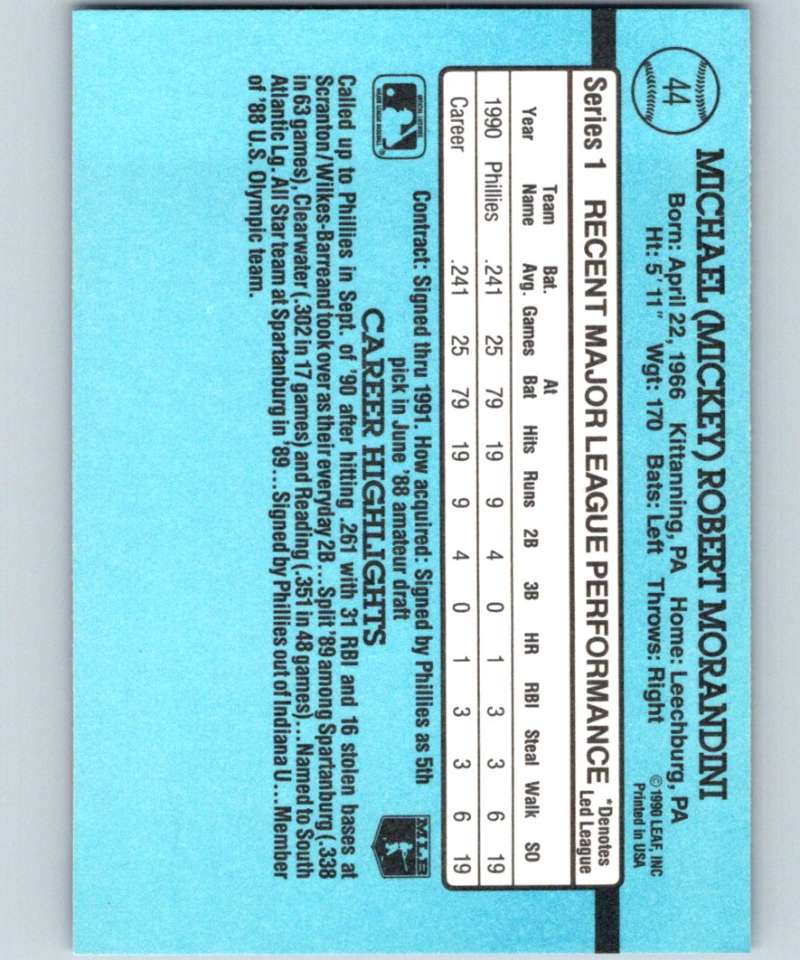 44
MICHAEL (MICKEY) ROBERT MORANDINI
Born: April 22, 1966 Kittanning, PA Home: Leechburg, PA
Ht: 5' 11" Wgt: 170 Bats: Left Throws: Right
© 1990 LEAF, INC
Printed in USA
Series 1 RECENT MAJOR LEAGUE PERFORMANCE *Denotes Led League
Year Team Name Bat. Avg. Games At Bat Hits Runs 2B 3B HR RBI Steal Walk SO
1990 Phillies .241 25 79 19 9 4 0 1 3 3 6 19
Career .241 25 79 19 9 4 0 1 3 3 6 19
Contract: Signed thru 1991. How acquired: Signed by Phillies as 5th
pick in June '88 amateur draft
MLB
CAREER HIGHLIGHTS
Called up to Phillies in Sept. of '90 after hitting .261 with 31 RBI and 16 stolen bases at
Scranton/Wilkes-Barreand took over as their everyday 2B...Split '89 among Spartanburg (.338
in 63 games), Clearwater (.302 in 17 games) and Reading (.351 in 48 games)...Named to South
Atlantic Lg. All Star team at Spartanburg in '89...Signed by Phillies out of Indiana U...Member
of '88 U.S. Olympic team.